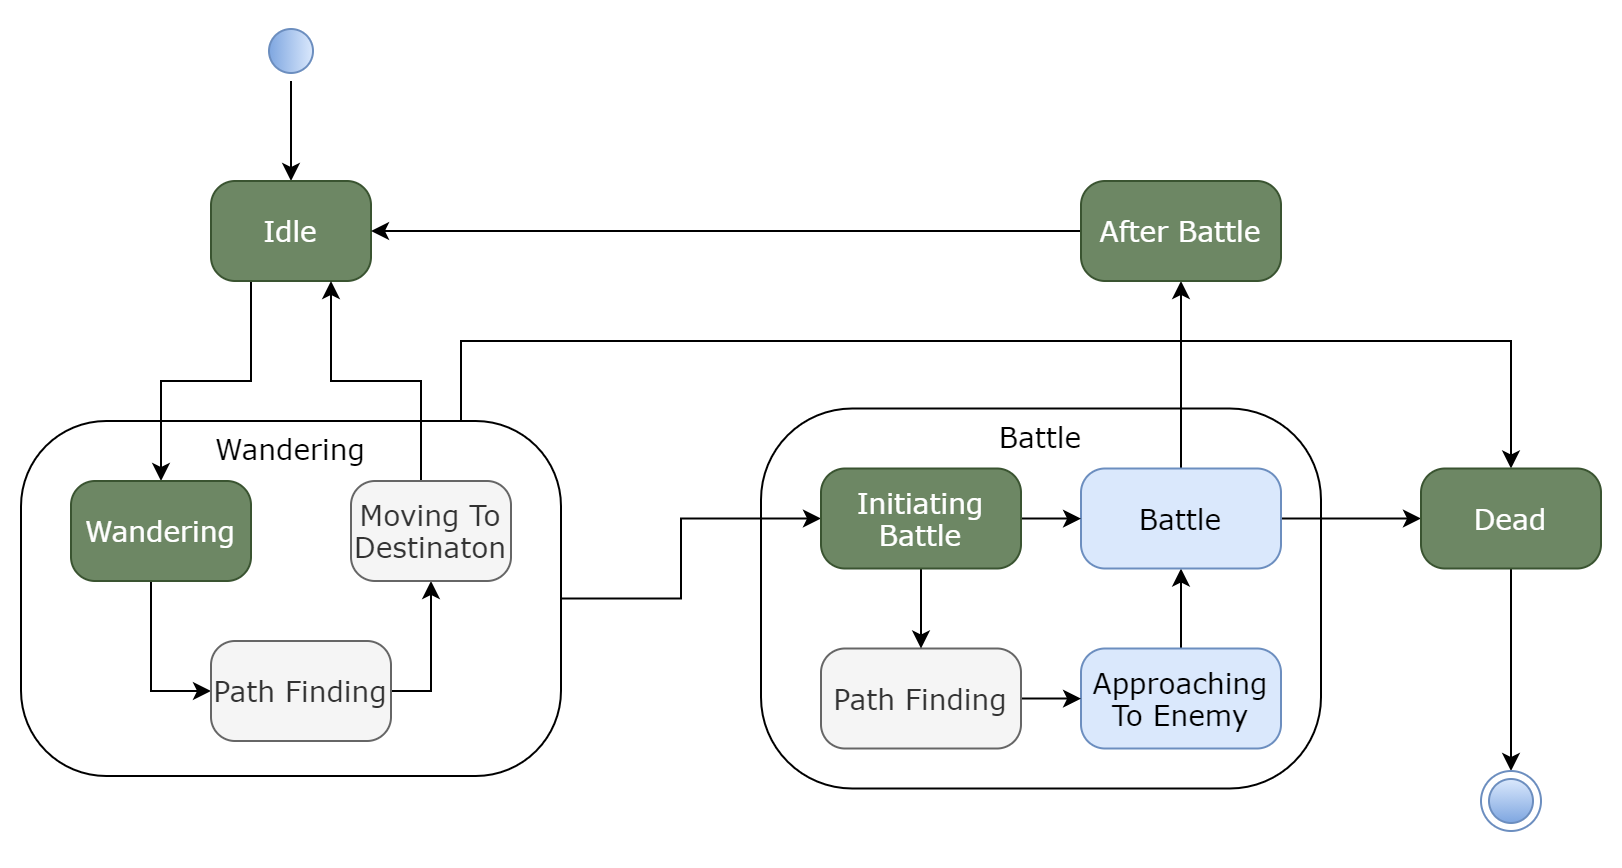 Idle
After Battle
Wandering
Battle
Wandering
Moving To
Destinaton
Initiating
Battle
Battle
Dead
Path Finding
Path Finding
Approaching
To Enemy